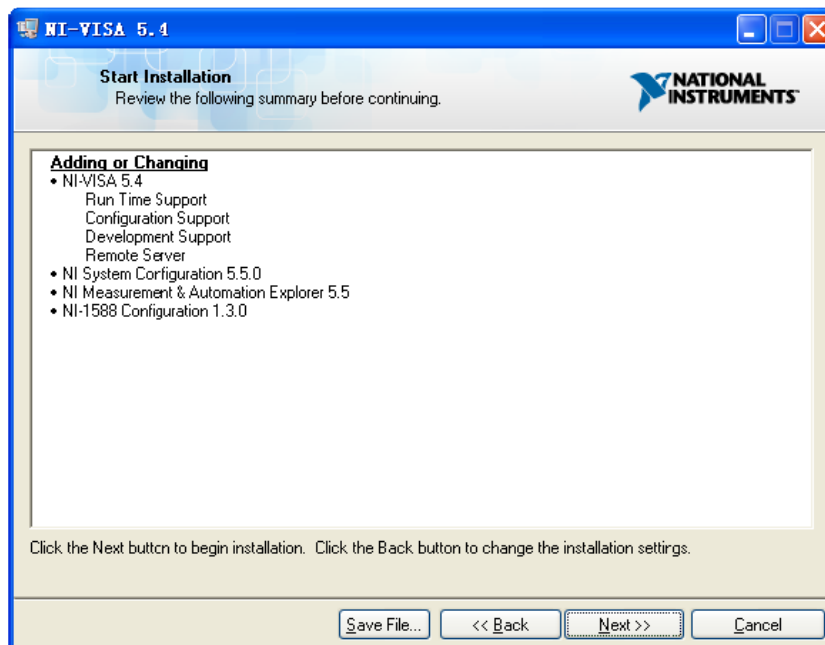 NI-VISA 5.4
Start Installation
Review the following summary before continuing.
NATIONAL
INSTRUMENTS™
Adding or Changing
• NI-VISA 5.4
Run Time Support
Configuration Support
Development Support
Remote Server
• NI System Configuration 5.5.0
• NI Measurement & Automation Explorer 5.5
• NI-1588 Configuration 1.3.0
Click the Next button to begin installation.  Click the Back button to change the installation settings.
Save File... << Back Next >> Cancel